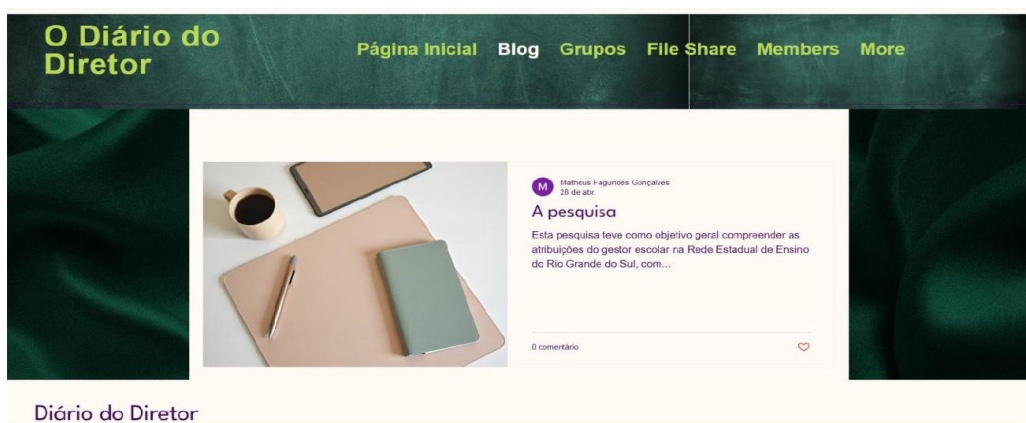 O Diário do
Diretor
Página Inicial Blog Grupos File Share Members More
M
Matheus Fagundes Gonçalves
28 de abr.
A pesquisa
Esta pesquisa teve como objetivo geral compreender as
atribuições do gestor escolar na Rede Estadual de Ensino
do Rio Grande do Sul, com...
0 comentário
Diário do Diretor